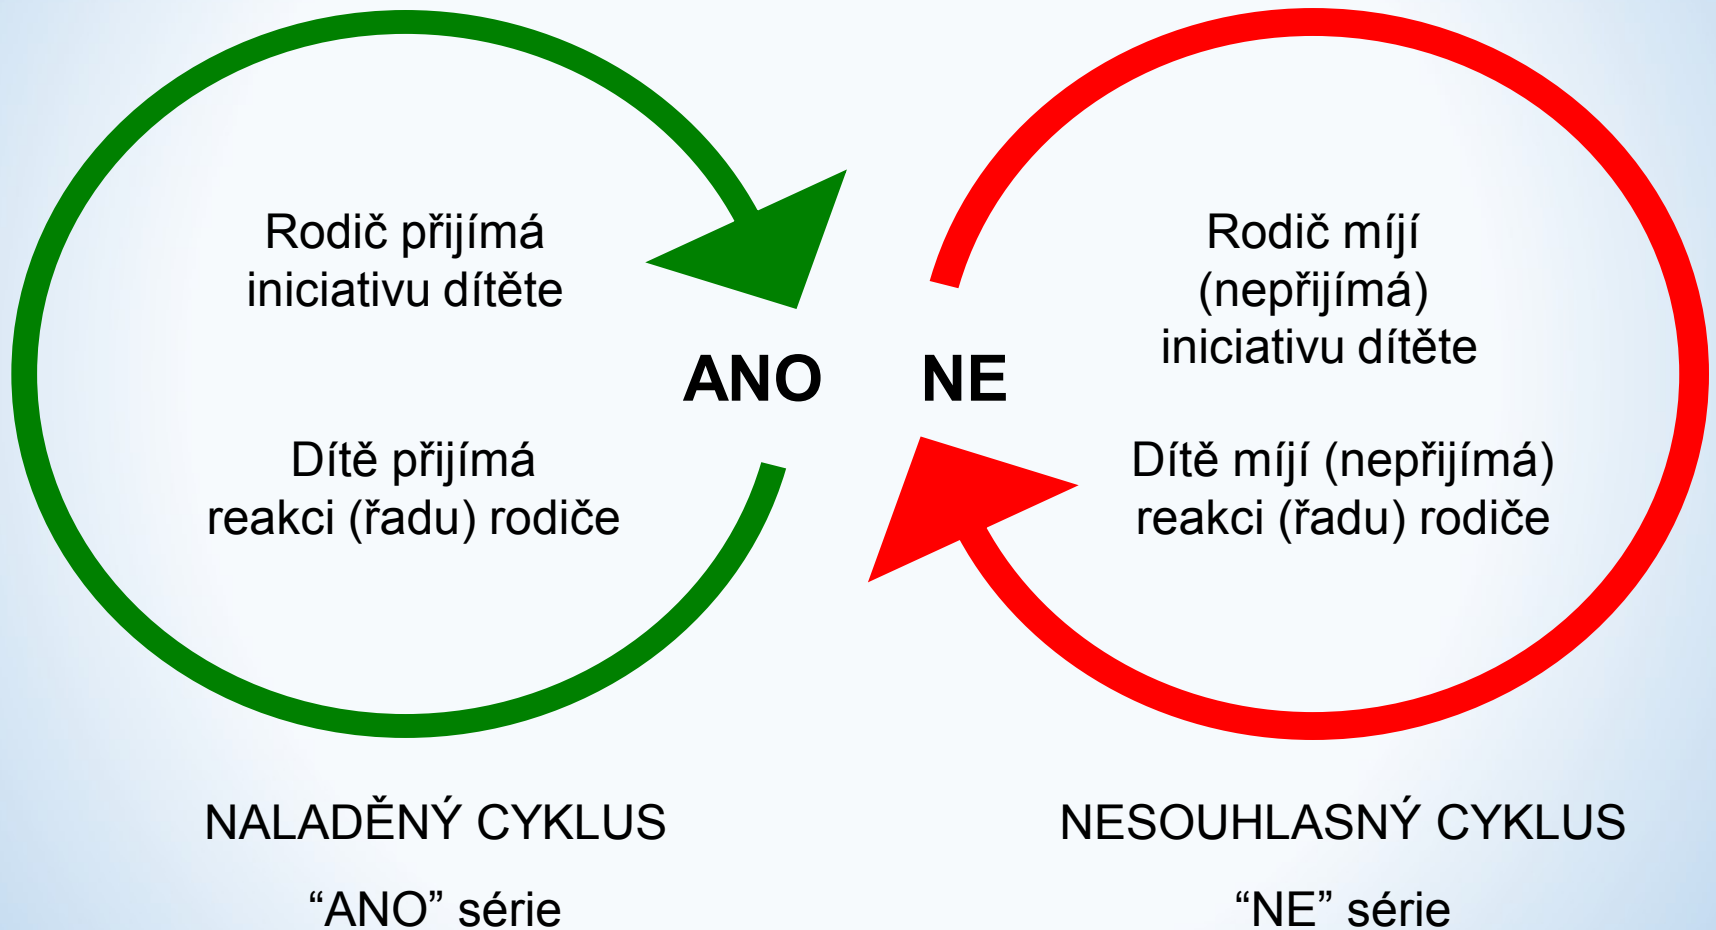 Rodič přijímá
iniciativu dítěte
Dítě přijímá
reakci (řadu) rodiče
ANO
NE
Rodič míjí
(nepřijímá)
iniciativu dítěte
Dítě míjí (nepřijímá)
reakci (řadu) rodiče
NALADĚNÝ CYKLUS
“ANO” série
NESOUHLASNÝ CYKLUS
“NE” série